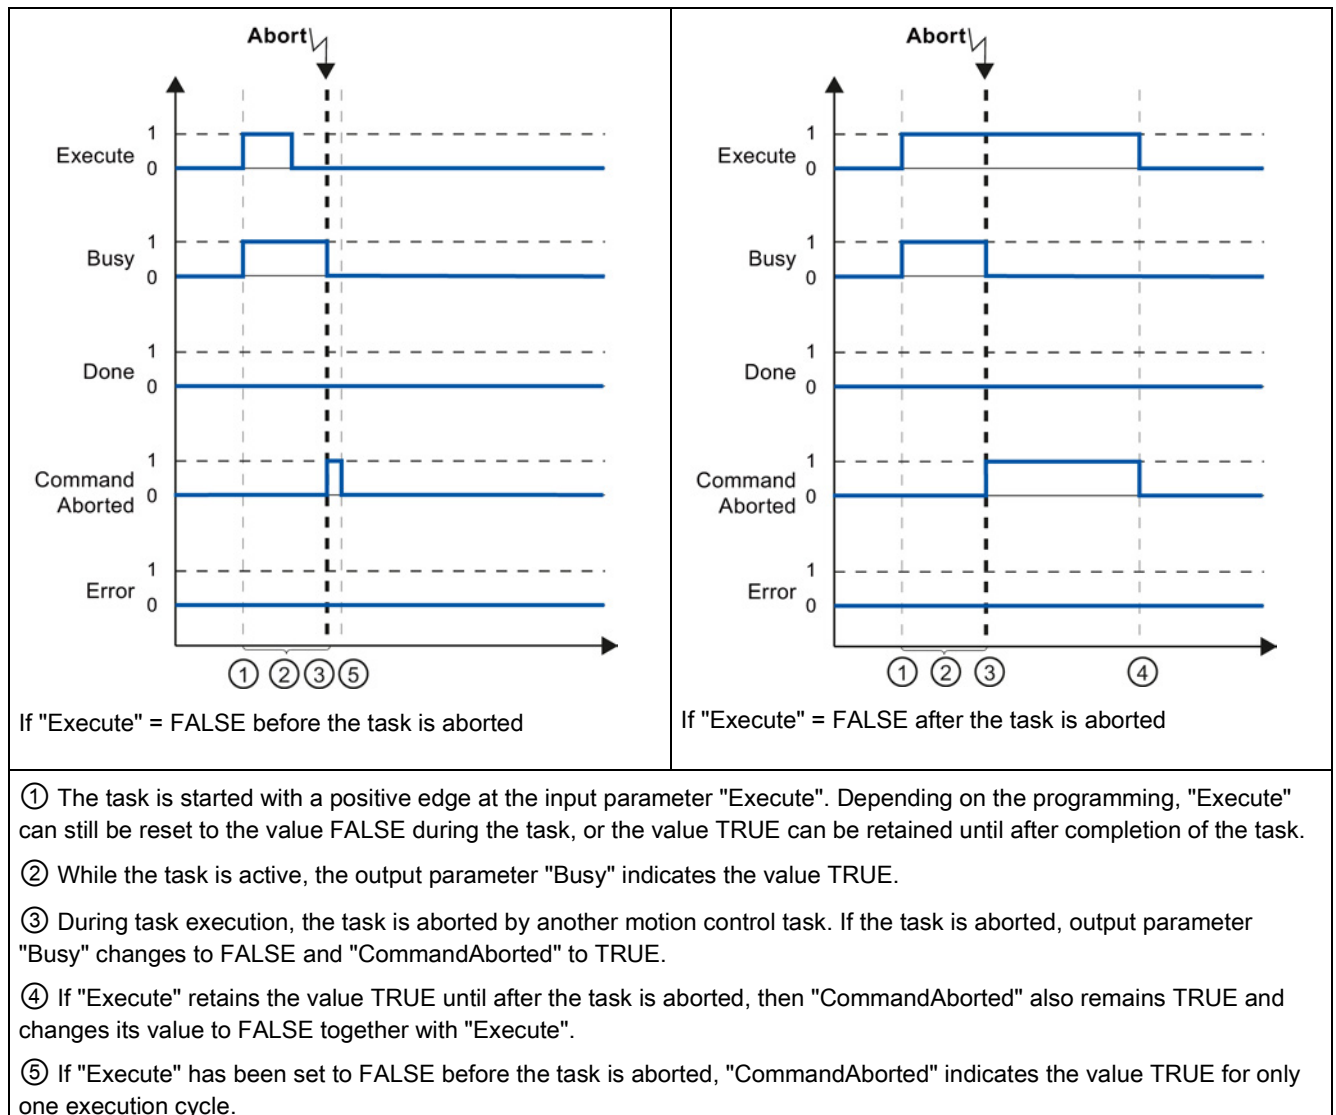 Abort
1
Execute
0
1
Busy
0
1
Done
0
1
Command
Aborted
0
1
Error
0
① ② ③ ⑤
If "Execute" = FALSE before the task is aborted
Abort
1
Execute
0
1
Busy
0
1
Done
0
1
Command
Aborted
0
1
Error
0
① ② ③ ④
If "Execute" = FALSE after the task is aborted
① The task is started with a positive edge at the input parameter "Execute". Depending on the programming, "Execute"
can still be reset to the value FALSE during the task, or the value TRUE can be retained until after completion of the task.
② While the task is active, the output parameter "Busy" indicates the value TRUE.
③ During task execution, the task is aborted by another motion control task. If the task is aborted, output parameter
"Busy" changes to FALSE and "CommandAborted" to TRUE.
④ If "Execute" retains the value TRUE until after the task is aborted, then "CommandAborted" also remains TRUE and
changes its value to FALSE together with "Execute".
⑤ If "Execute" has been set to FALSE before the task is aborted, "CommandAborted" indicates the value TRUE for only
one execution cycle.